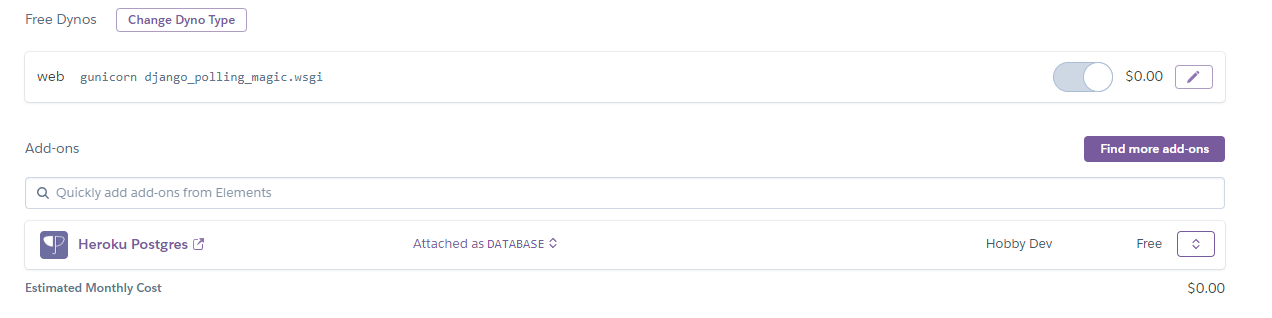 Free Dynos Change Dyno Type
web gunicorn django_polling_magic.wsgi $0.00
Add-ons Find more add-ons
Quickly add add-ons from Elements
Heroku Postgres Attached as DATABASE Hobby Dev Free
Estimated Monthly Cost $0.00